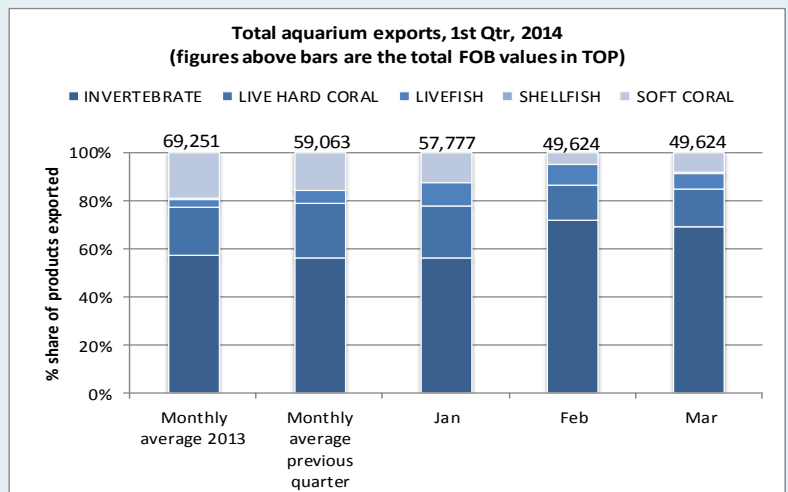 Total aquarium exports, 1st Qtr, 2014
(figures above bars are the total FOB values in TOP)
INVERTEBRATE LIVE HARD CORAL LIVEFISH SHELLFISH SOFT CORAL
69,251 59,063 57,777 49,624 49,624
100%
80%
60%
40%
20%
0%
% share of products exported
Monthly average 2013
Monthly average previous quarter
Jan
Feb
Mar